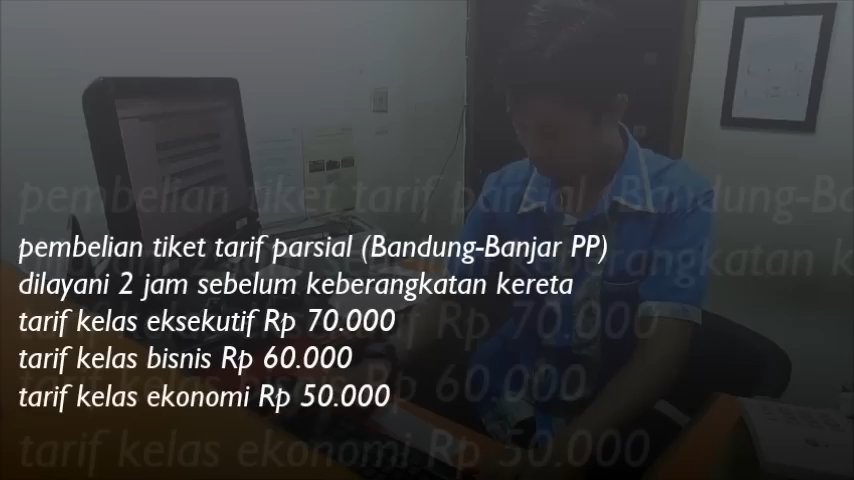 pembelian tiket tarif parsial (Bandung-Banjar PP)
dilayani 2 jam sebelum keberangkatan kereta
tarif kelas eksekutif Rp 70.000
tarif kelas bisnis Rp 60.000
tarif kelas ekonomi Rp 50.000